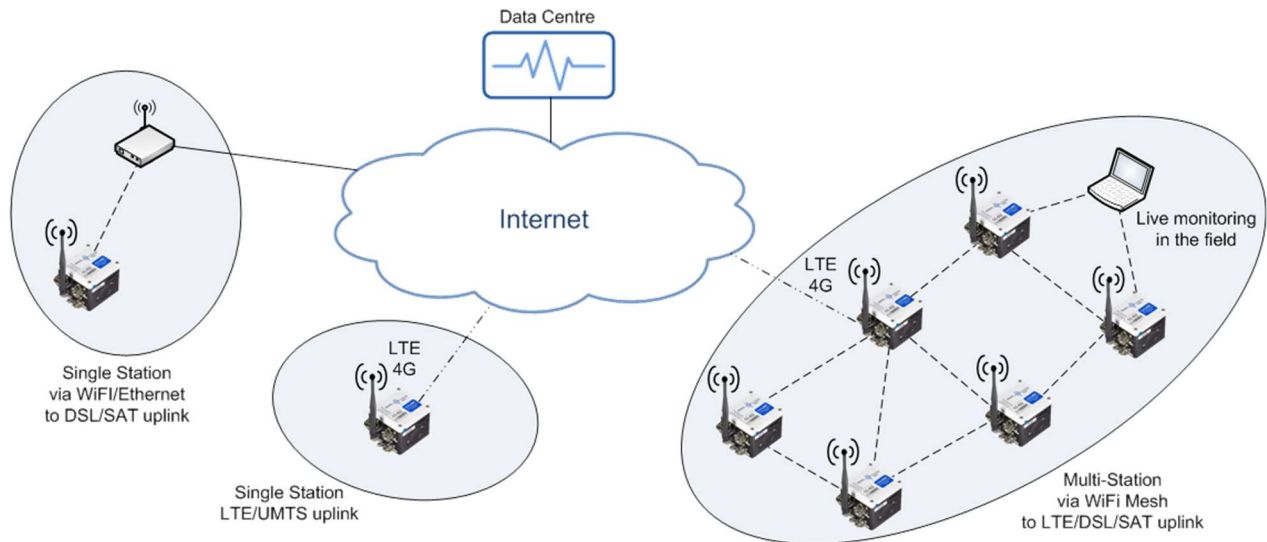 Data Centre
Internet
Single Station
via WiFI/Ethernet
to DSL/SAT uplink
LTE
4G
Single Station
LTE/UMTS uplink
LTE
4G
Live monitoring
in the field
Multi-Station
via WiFi Mesh
to LTE/DSL/SAT uplink